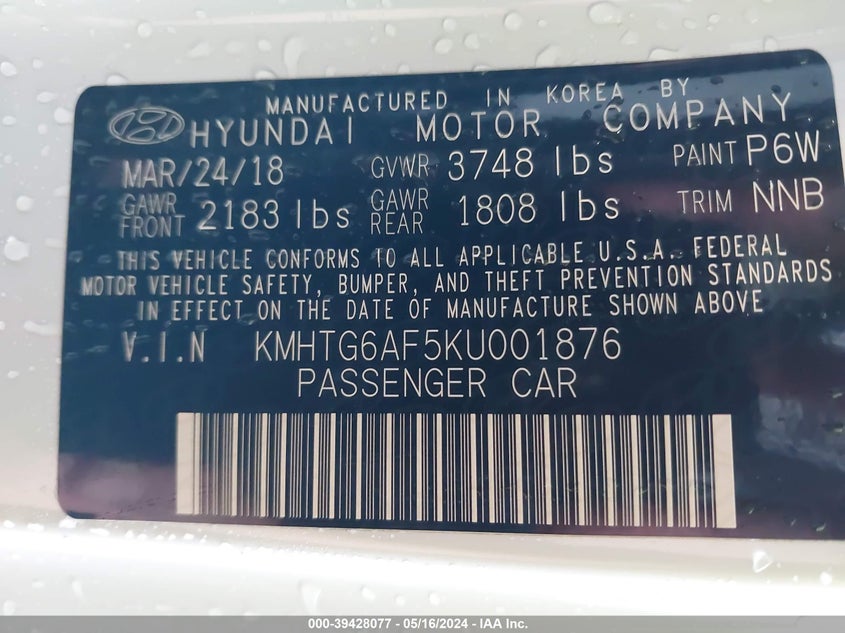 MANUFACTURED IN KOREA BY
HYUNDAI MOTOR COMPANY
MAR/24/18 GVWR 3748 lbs PAINT P6W
GAWR FRONT 2183 lbs GAWR REAR 1808 lbs TRIM NNB
THIS VEHICLE CONFORMS TO ALL APPLICABLE U.S.A. FEDERAL
MOTOR VEHICLE SAFETY, BUMPER, AND THEFT PREVENTION STANDARDS
IN EFFECT ON THE DATE OF MANUFACTURE SHOWN ABOVE
V.I.N KMHTG6AF5KU001876
PASSENGER CAR
000-39428077 - 05/16/2024 - IAA Inc.